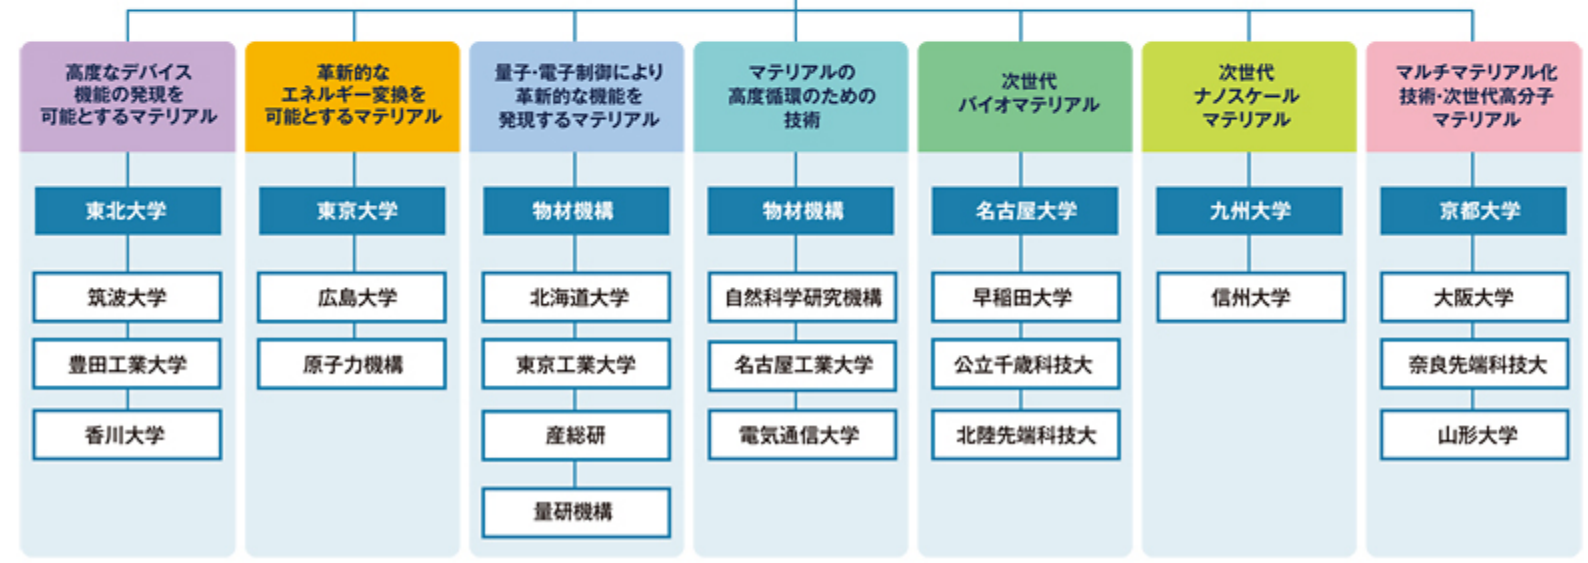 高度なデバイス
機能の発現を
可能とするマテリアル
東北大学
筑波大学
豊田工業大学
香川大学
革新的な
エネルギー変換を
可能とするマテリアル
東京大学
広島大学
原子力機構
量子・電子制御により
革新的な機能を
発現するマテリアル
物材機構
北海道大学
東京工業大学
産総研
量研機構
マテリアルの
高度循環のための
技術
物材機構
自然科学研究機構
名古屋工業大学
電気通信大学
次世代
バイオマテリアル
名古屋大学
早稲田大学
公立千歳科技大
北陸先端科技大
次世代
ナノスケール
マテリアル
九州大学
信州大学
マルチマテリアル化
技術・次世代高分子
マテリアル
京都大学
大阪大学
奈良先端科技大
山形大学